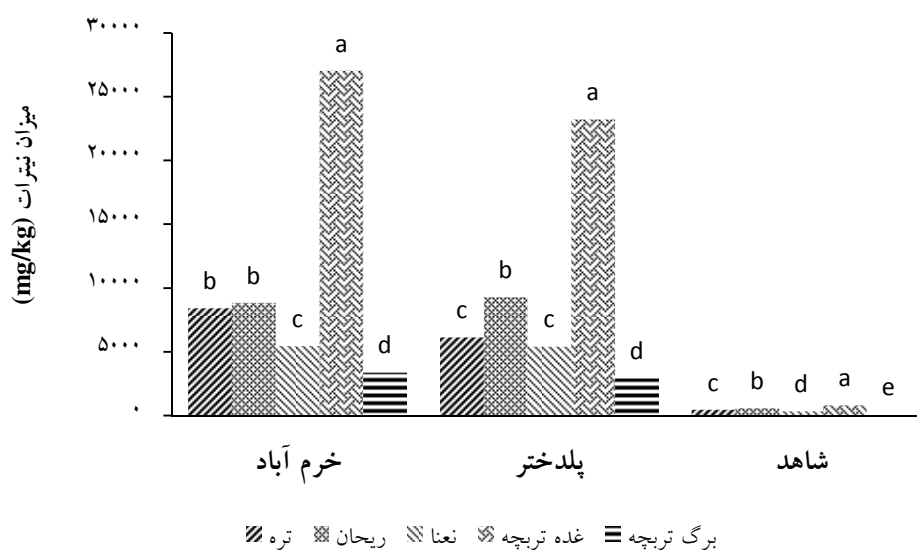 میزان نیترات (mg/kg)
۳۰۰۰۰
۲۵۰۰۰
۲۰۰۰۰
۱۵۰۰۰
۱۰۰۰۰
۵۰۰۰
۰
b b c a d
c b c a d
c b d a e
خرم آباد پلدختر شاهد
تره ریحان نعنا غده تربچه برگ تربچه